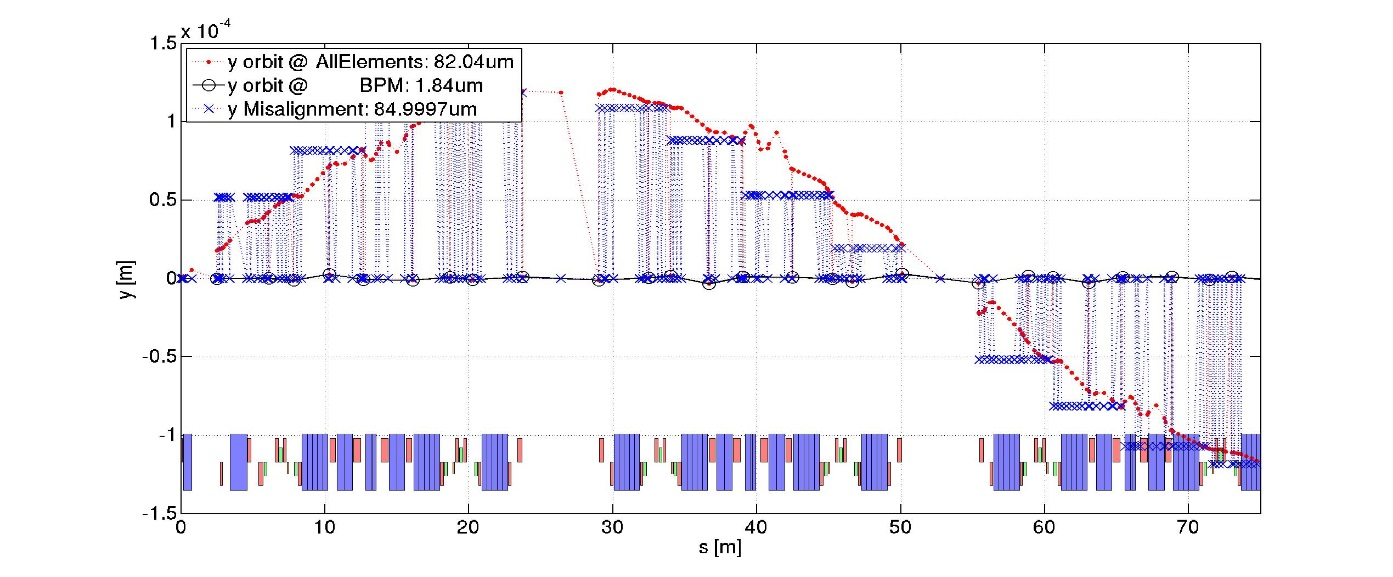 x 10^-4
1.5
y orbit @ AllElements: 82.04um
y orbit @ BPM: 1.84um
y Misalignment: 84.9997um
1
0.5
0
-0.5
-1
-1.5
y [m]
0 10 20 30 40 50 60 70
s [m]